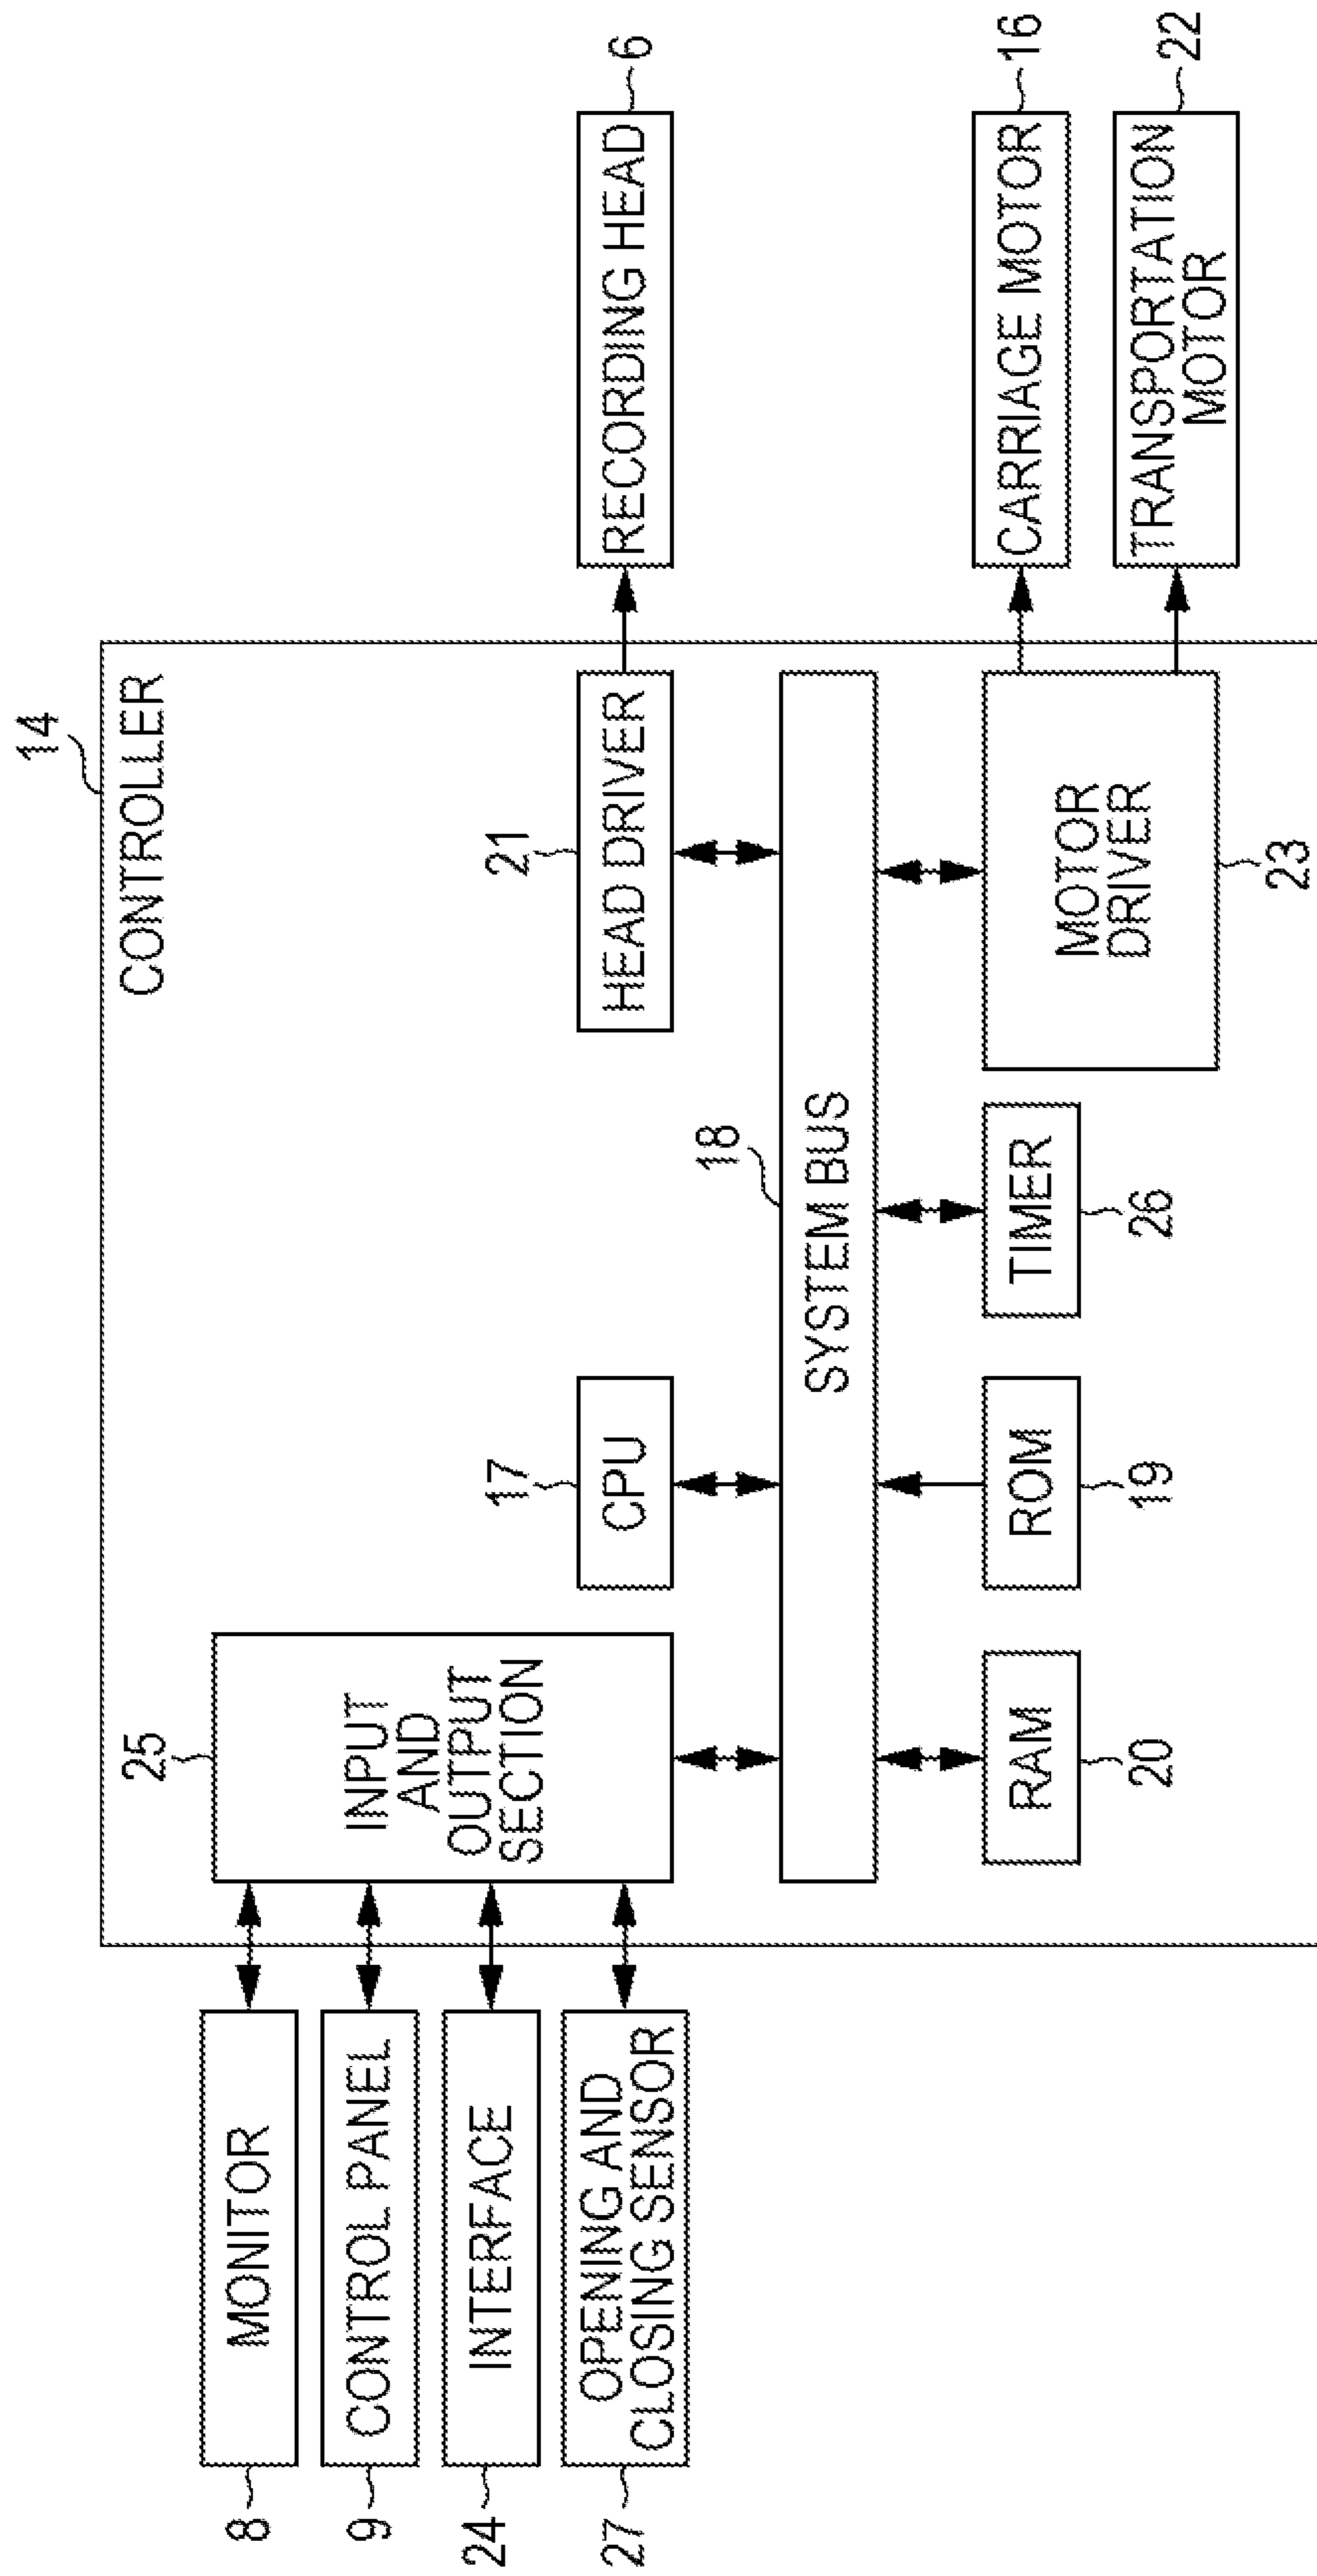 14
CONTROLLER
8
MONITOR
9
CONTROL PANEL
24
INTERFACE
27
OPENING AND
CLOSING SENSOR
25
INPUT
AND
OUTPUT
SECTION
17
CPU
21
HEAD DRIVER
RECORDING HEAD
6
18
SYSTEM BUS
RAM
20
ROM
19
TIMER
26
MOTOR
DRIVER
23
CARRIAGE MOTOR
16
TRANSPORTATION
MOTOR
22